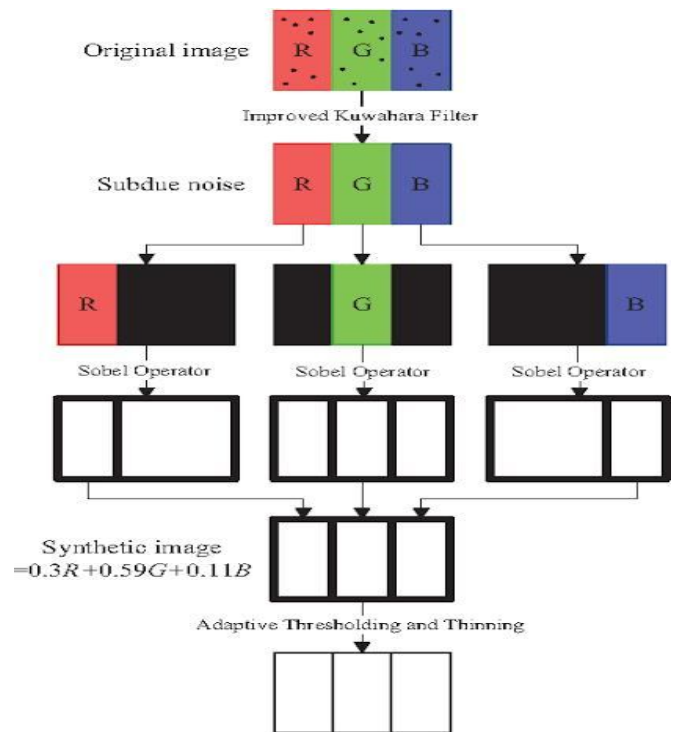 Original image
R G B
Improved Kuwahara Filter
Subdue noise
R G B
R
G
B
Sobel Operator
Sobel Operator
Sobel Operator
Synthetic image
=0.3R+0.59G+0.11B
Adaptive Thresholding and Thinning